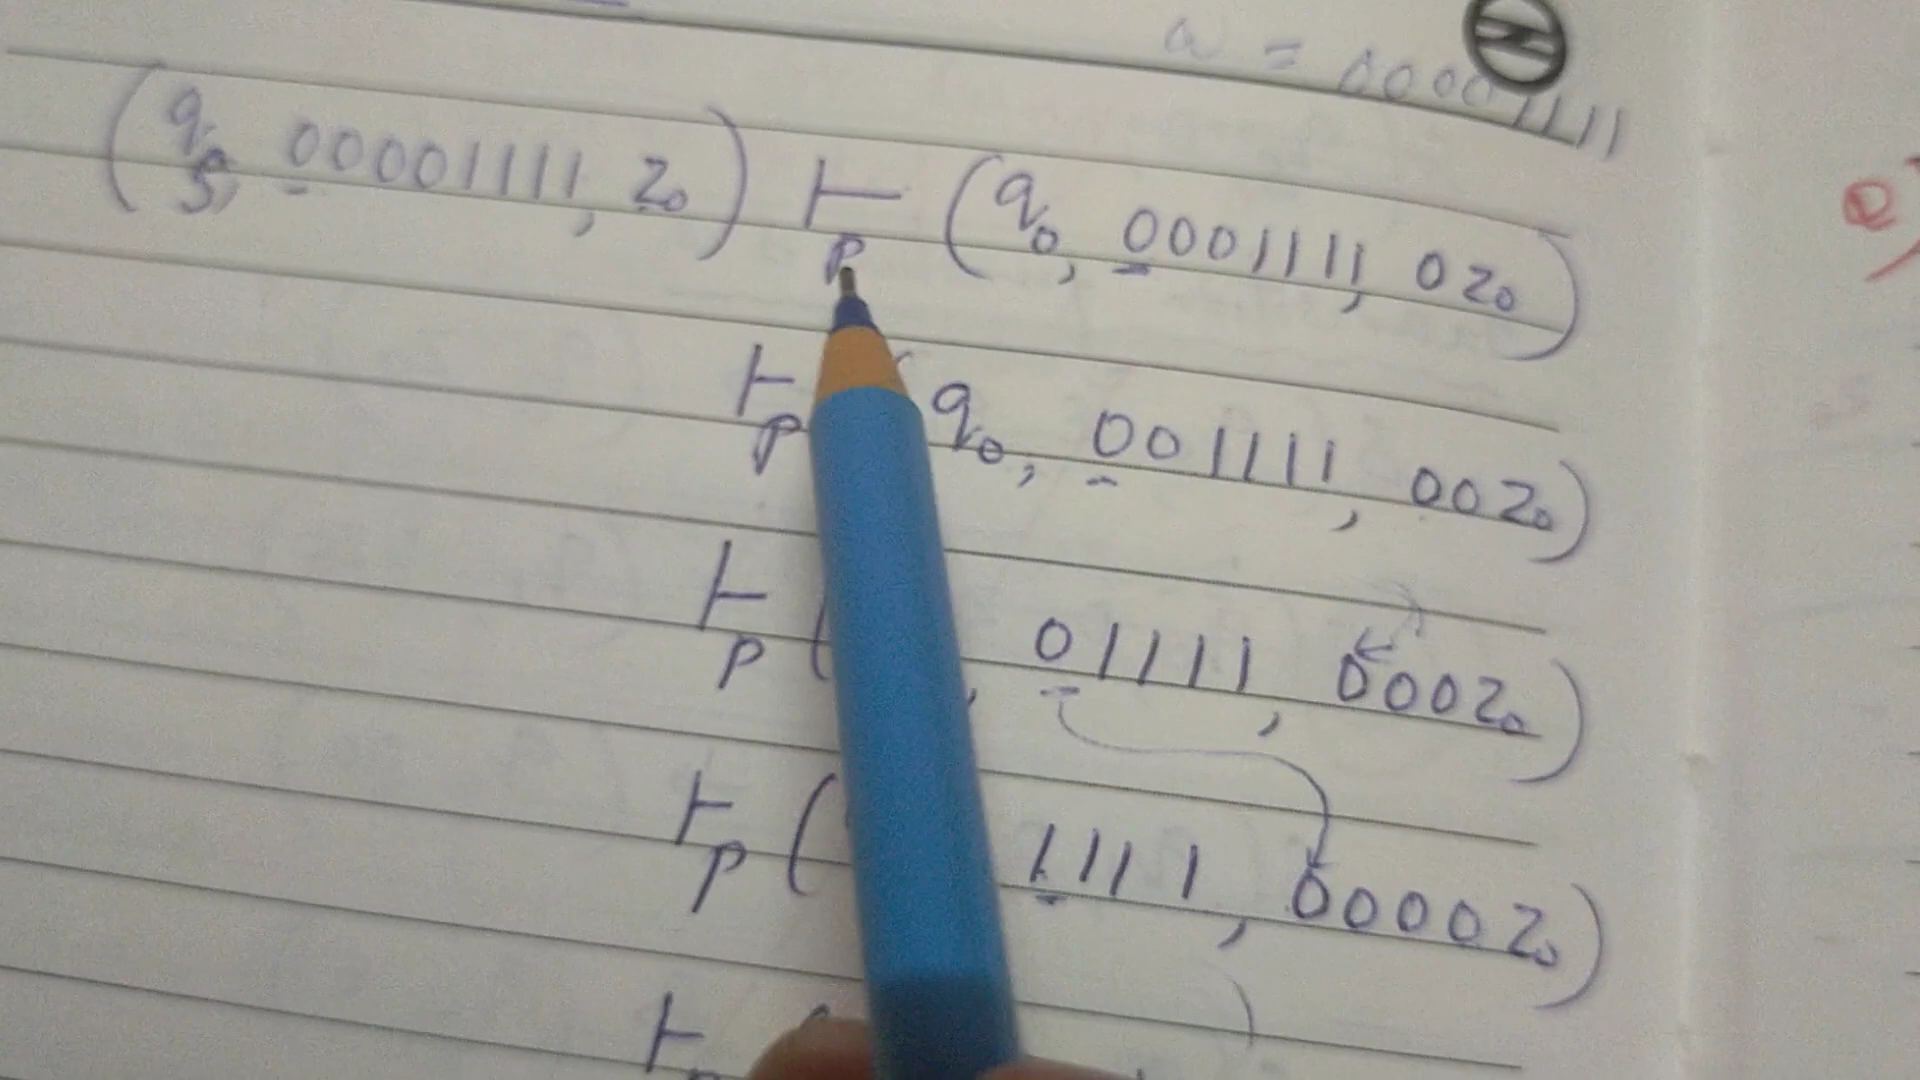 w = 00001111
(q0, 00001111, z0) ⊢p (q0, 0001111, 0z0)
⊢p q0, 001111, 00z0)
⊢p ( , 01111, 000z0)
⊢p ( 1111, 0000z0)
⊢p ( )